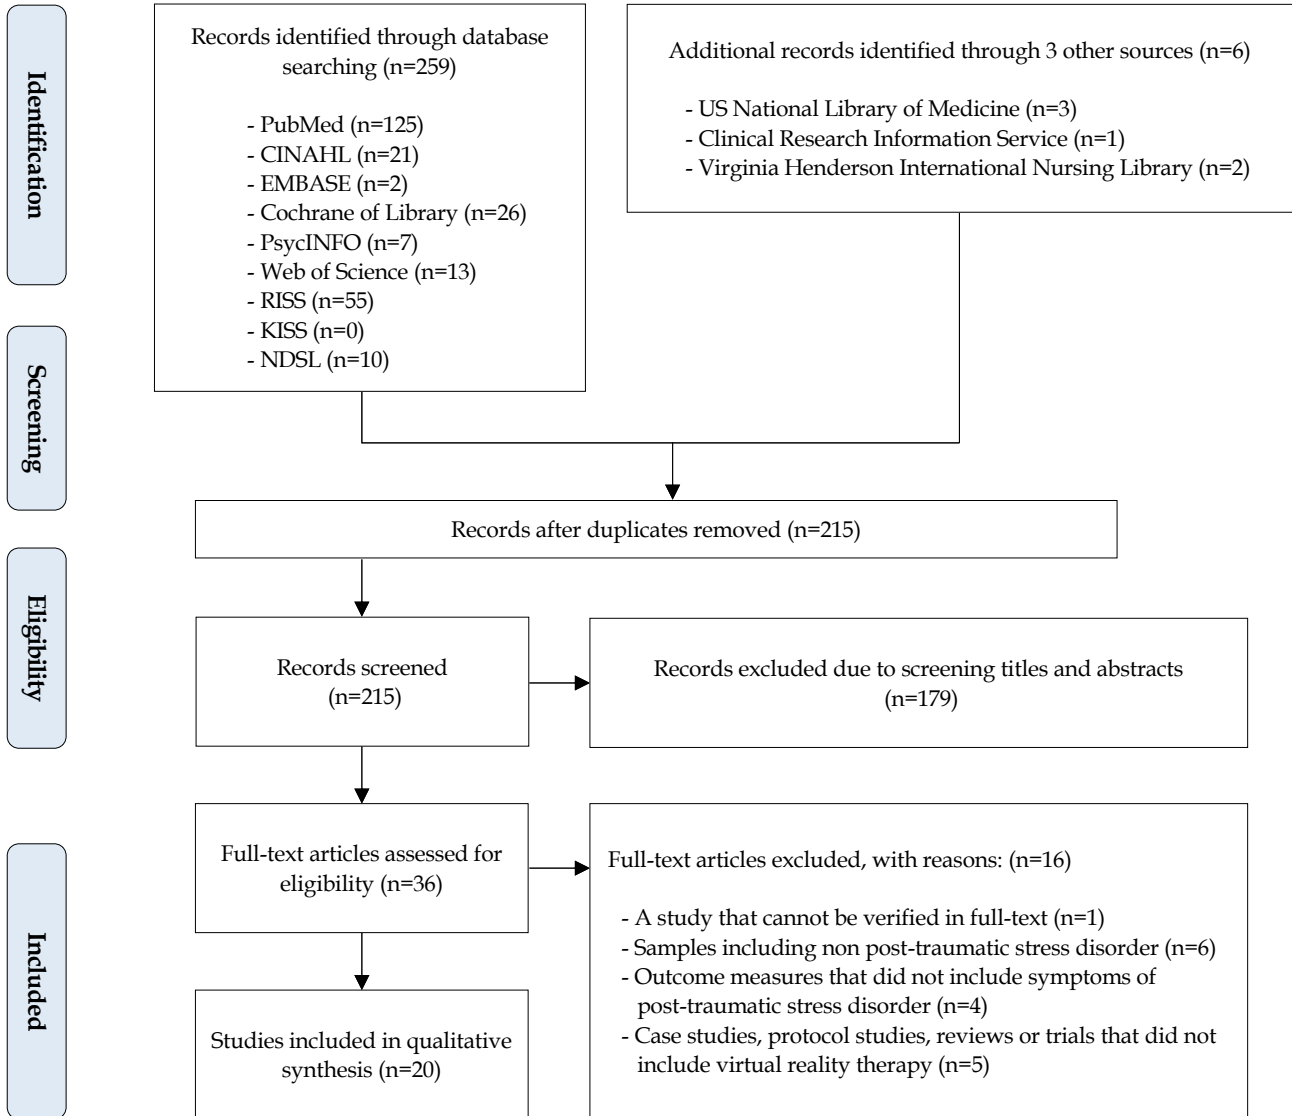 Identification
Records identified through database
searching (n=259)
- PubMed (n=125)
- CINAHL (n=21)
- EMBASE (n=2)
- Cochrane of Library (n=26)
- PsycINFO (n=7)
- Web of Science (n=13)
- RISS (n=55)
- KISS (n=0)
- NDSL (n=10)
Additional records identified through 3 other sources (n=6)
- US National Library of Medicine (n=3)
- Clinical Research Information Service (n=1)
- Virginia Henderson International Nursing Library (n=2)
Screening
Records after duplicates removed (n=215)
Eligibility
Records screened
(n=215)
Records excluded due to screening titles and abstracts
(n=179)
Included
Full-text articles assessed for
eligibility (n=36)
Full-text articles excluded, with reasons: (n=16)
- A study that cannot be verified in full-text (n=1)
- Samples including non post-traumatic stress disorder (n=6)
- Outcome measures that did not include symptoms of
post-traumatic stress disorder (n=4)
- Case studies, protocol studies, reviews or trials that did not
include virtual reality therapy (n=5)
Studies included in qualitative
synthesis (n=20)